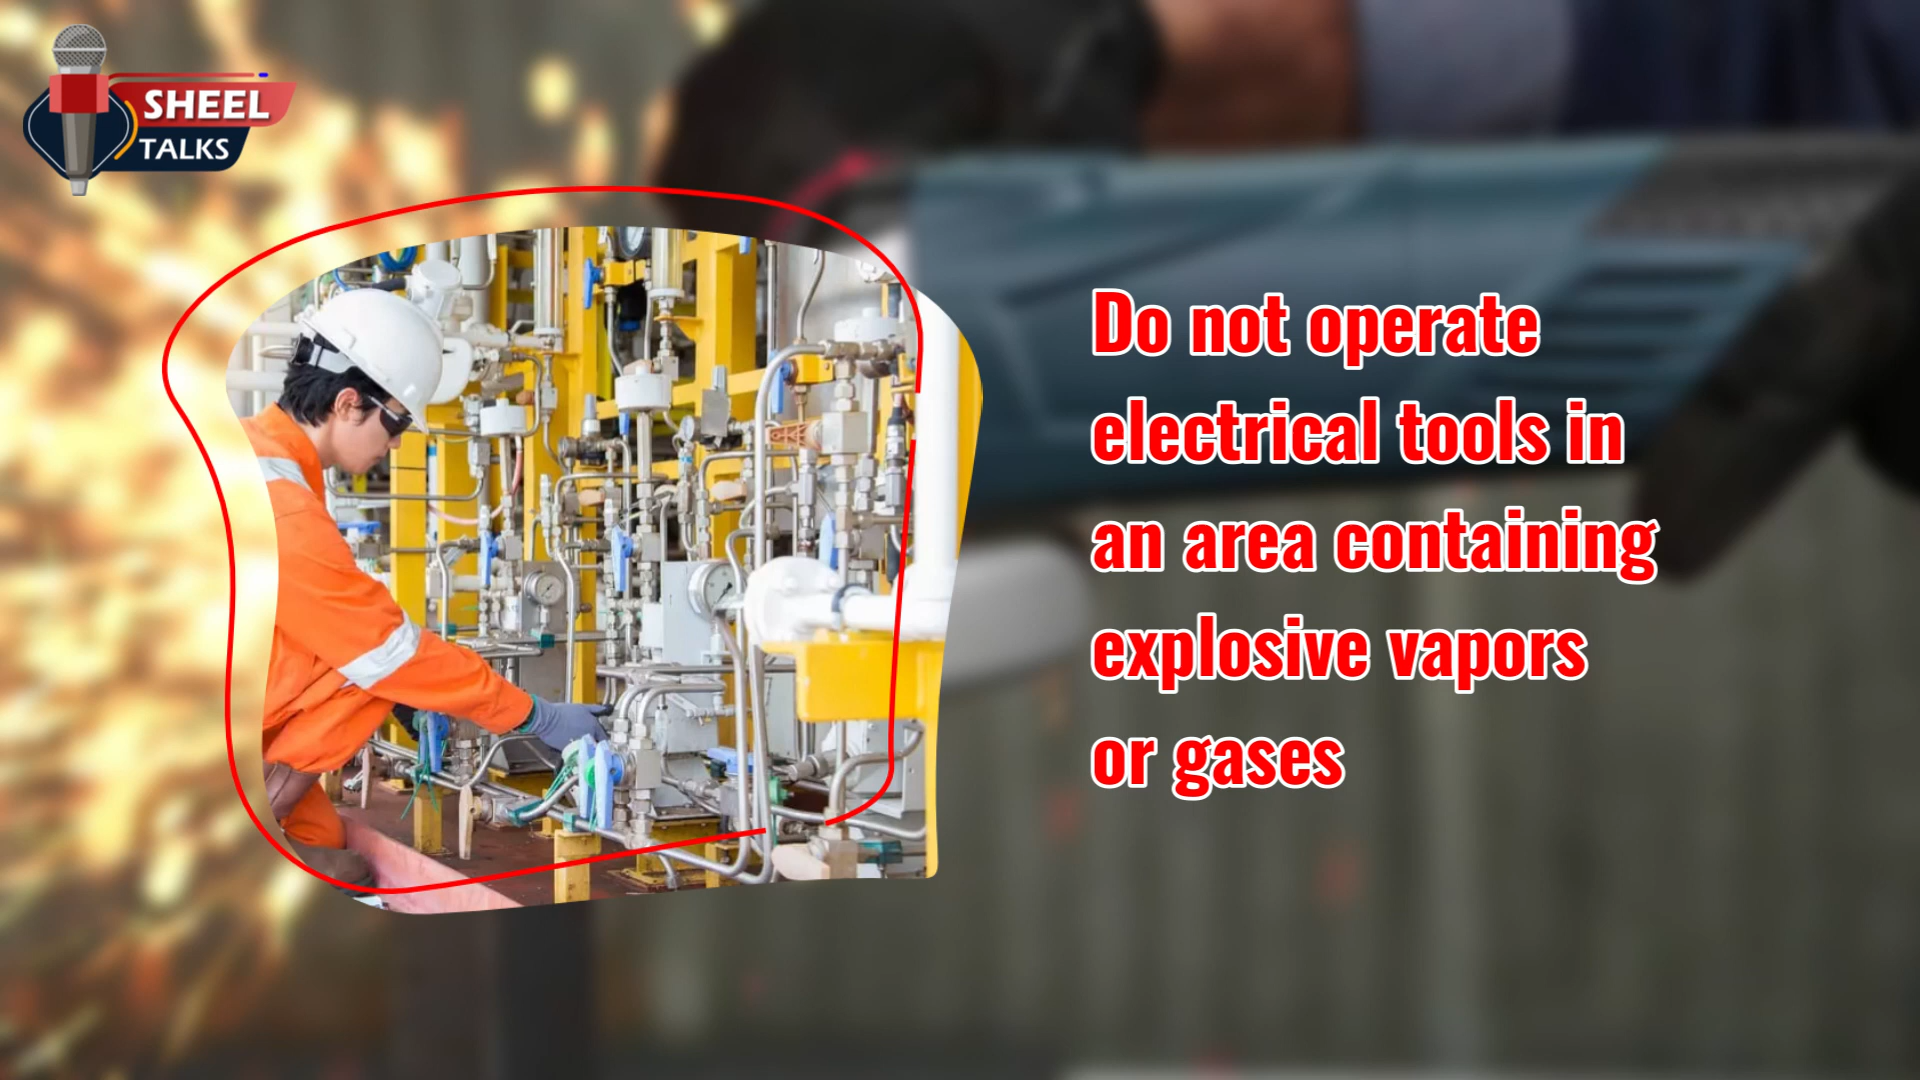 SHEEL
TALKS
Do not operate
electrical tools in
an area containing
explosive vapors
or gases